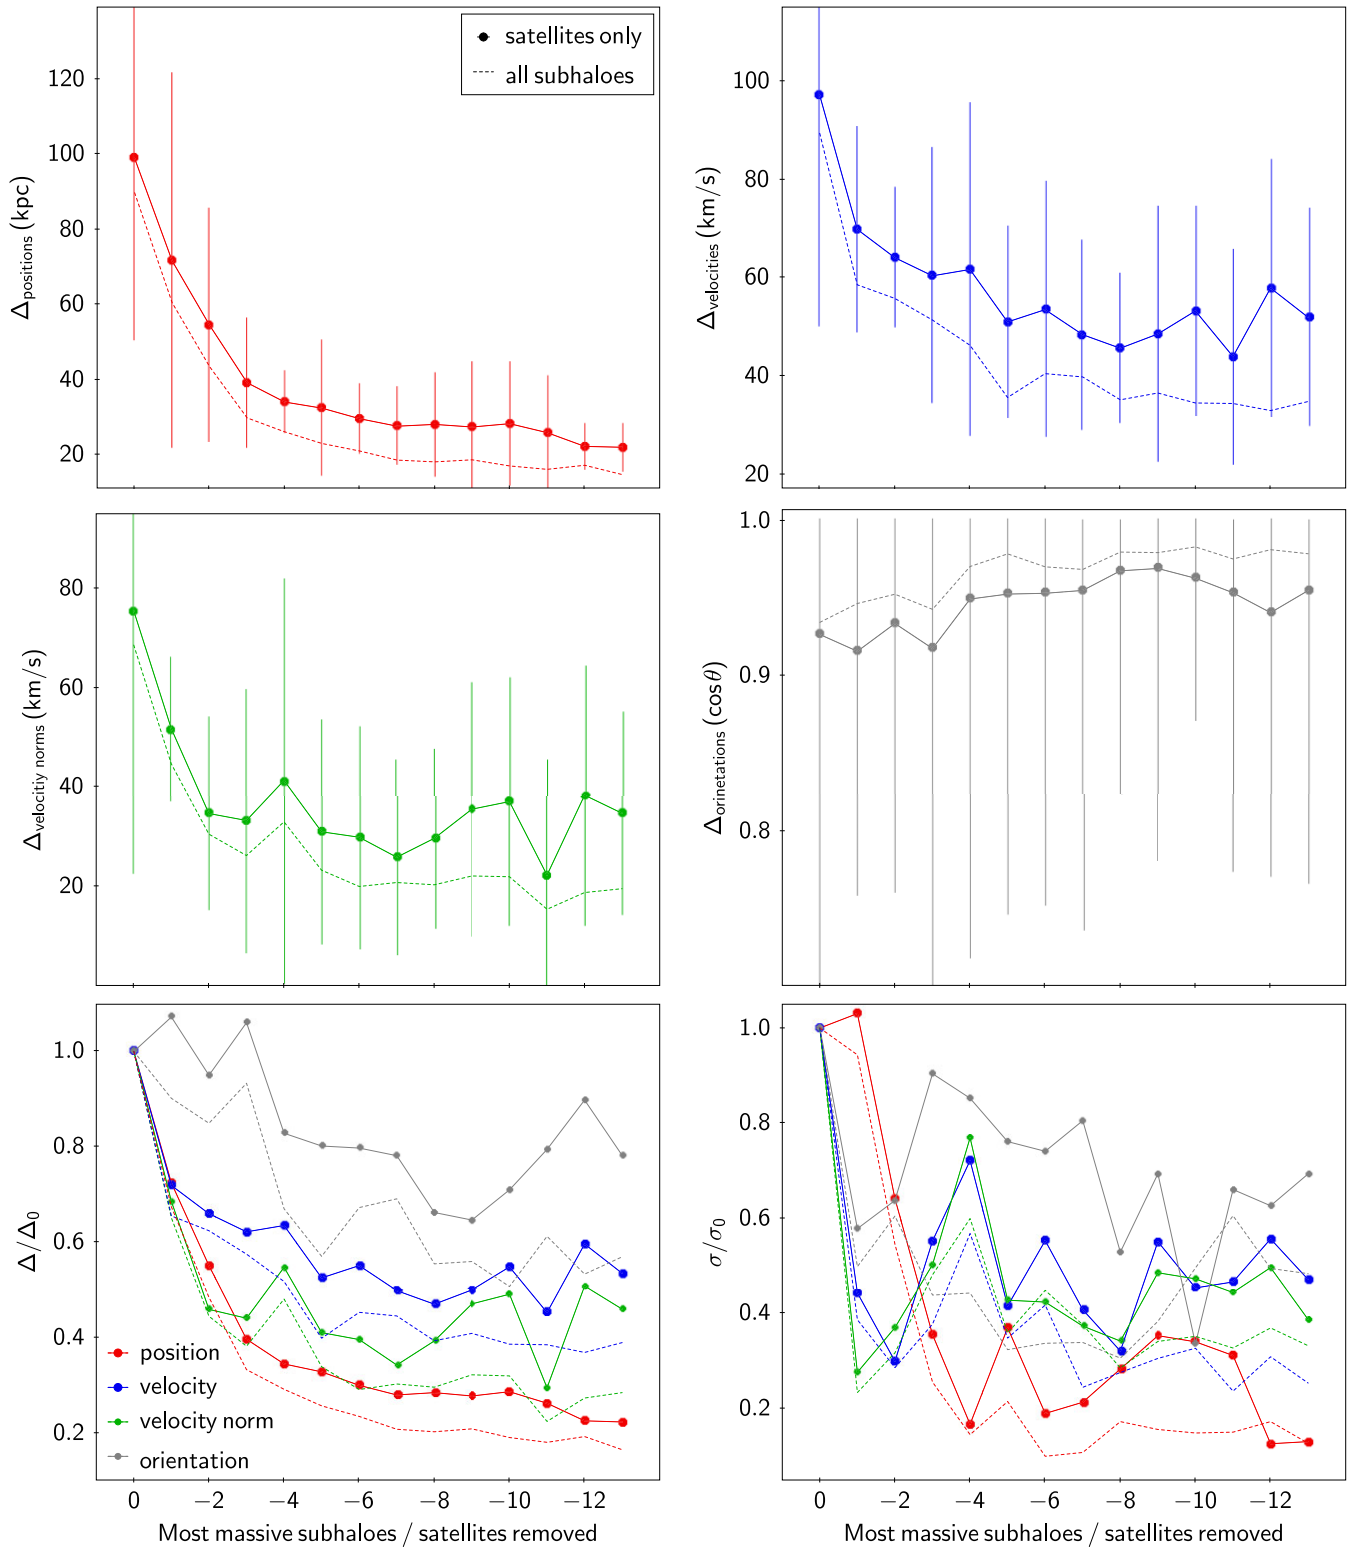 satellites only
all subhaloes
120
100
80
60
40
20
Δpositions (kpc)
100
80
60
40
20
Δvelocities (km/s)
80
60
40
20
Δvelocitiy norms (km/s)
1.0
0.9
0.8
Δorinetations (cosθ)
1.0
0.8
0.6
0.4
0.2
Δ/Δ0
position
velocity
velocity norm
orientation
0 −2 −4 −6 −8 −10 −12
Most massive subhaloes / satellites removed
1.0
0.8
0.6
0.4
0.2
σ/σ0
0 −2 −4 −6 −8 −10 −12
Most massive subhaloes / satellites removed